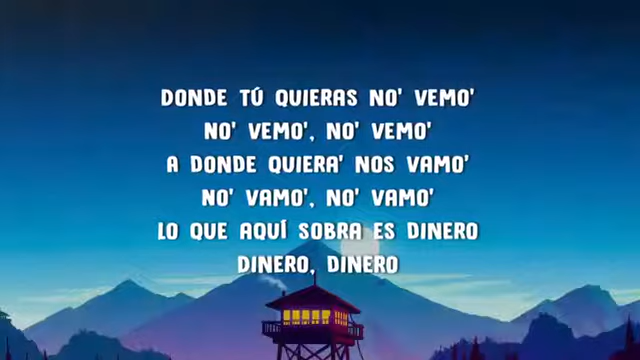 DONDE TÚ QUIERAS NO' VEMO'
NO' VEMO', NO' VEMO'
A DONDE QUIERA' NOS VAMO'
NO' VAMO', NO' VAMO'
LO QUE AQUÍ SOBRA ES DINERO
DINERO, DINERO